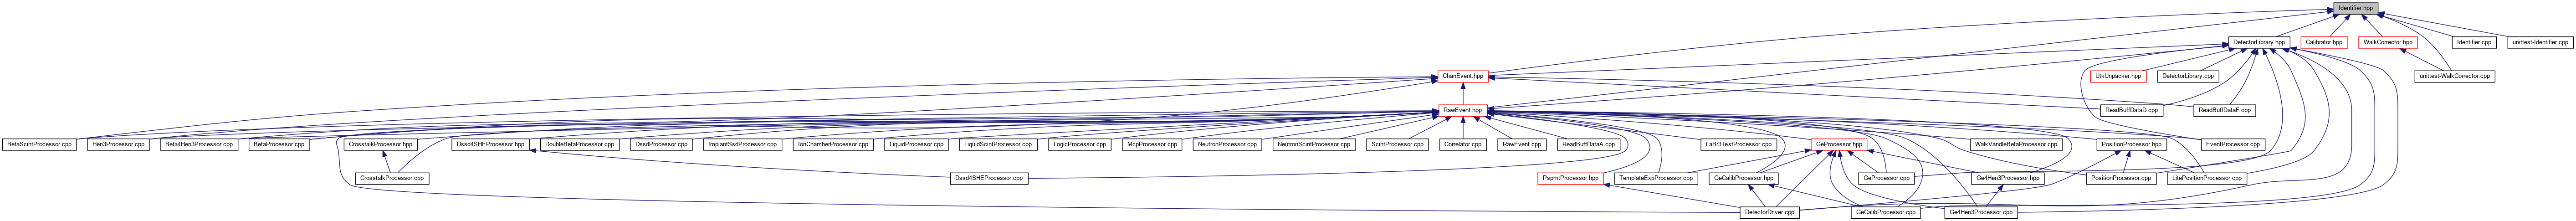 Identifier.hpp
DetectorLibrary.hpp
Calibrator.hpp
WalkCorrector.hpp
Identifier.cpp
unittest-Identifier.cpp
ChanEvent.hpp
UtkUnpacker.hpp
DetectorLibrary.cpp
unittest-WalkCorrector.cpp
RawEvent.hpp
ReadBuffDataD.cpp
ReadBuffDataF.cpp
BetaScintProcessor.cpp
Hen3Processor.cpp
Beta4Hen3Processor.cpp
BetaProcessor.cpp
CrosstalkProcessor.hpp
Dssd4SHEProcessor.hpp
DoubleBetaProcessor.cpp
DssdProcessor.cpp
ImplantSsdProcessor.cpp
IonChamberProcessor.cpp
LiquidProcessor.cpp
LiquidScintProcessor.cpp
LogicProcessor.cpp
McpProcessor.cpp
NeutronProcessor.cpp
NeutronScintProcessor.cpp
ScintProcessor.cpp
Correlator.cpp
RawEvent.cpp
ReadBuffDataA.cpp
LaBr3TestProcessor.cpp
GeProcessor.hpp
WalkVandleBetaProcessor.cpp
PositionProcessor.hpp
EventProcessor.cpp
CrosstalkProcessor.cpp
Dssd4SHEProcessor.cpp
PspmtProcessor.hpp
TemplateExpProcessor.cpp
GeCalibProcessor.hpp
GeProcessor.cpp
Ge4Hen3Processor.hpp
PositionProcessor.cpp
LitePositionProcessor.cpp
DetectorDriver.cpp
GeCalibProcessor.cpp
Ge4Hen3Processor.cpp